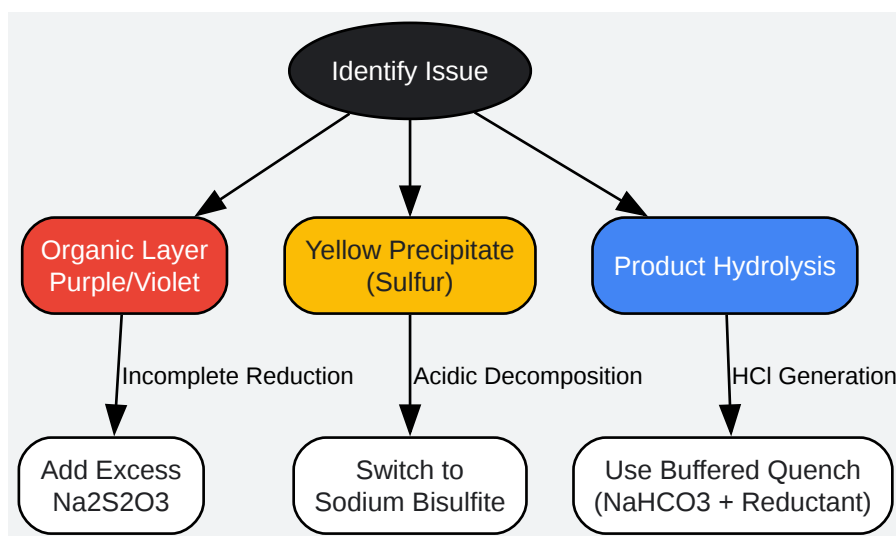 Identify Issue
Organic Layer
Purple/Violet
Yellow Precipitate
(Sulfur)
Product Hydrolysis
Incomplete Reduction
Acidic Decomposition
HCl Generation
Add Excess
Na2S2O3
Switch to
Sodium Bisulfite
Use Buffered Quench
(NaHCO3 + Reductant)